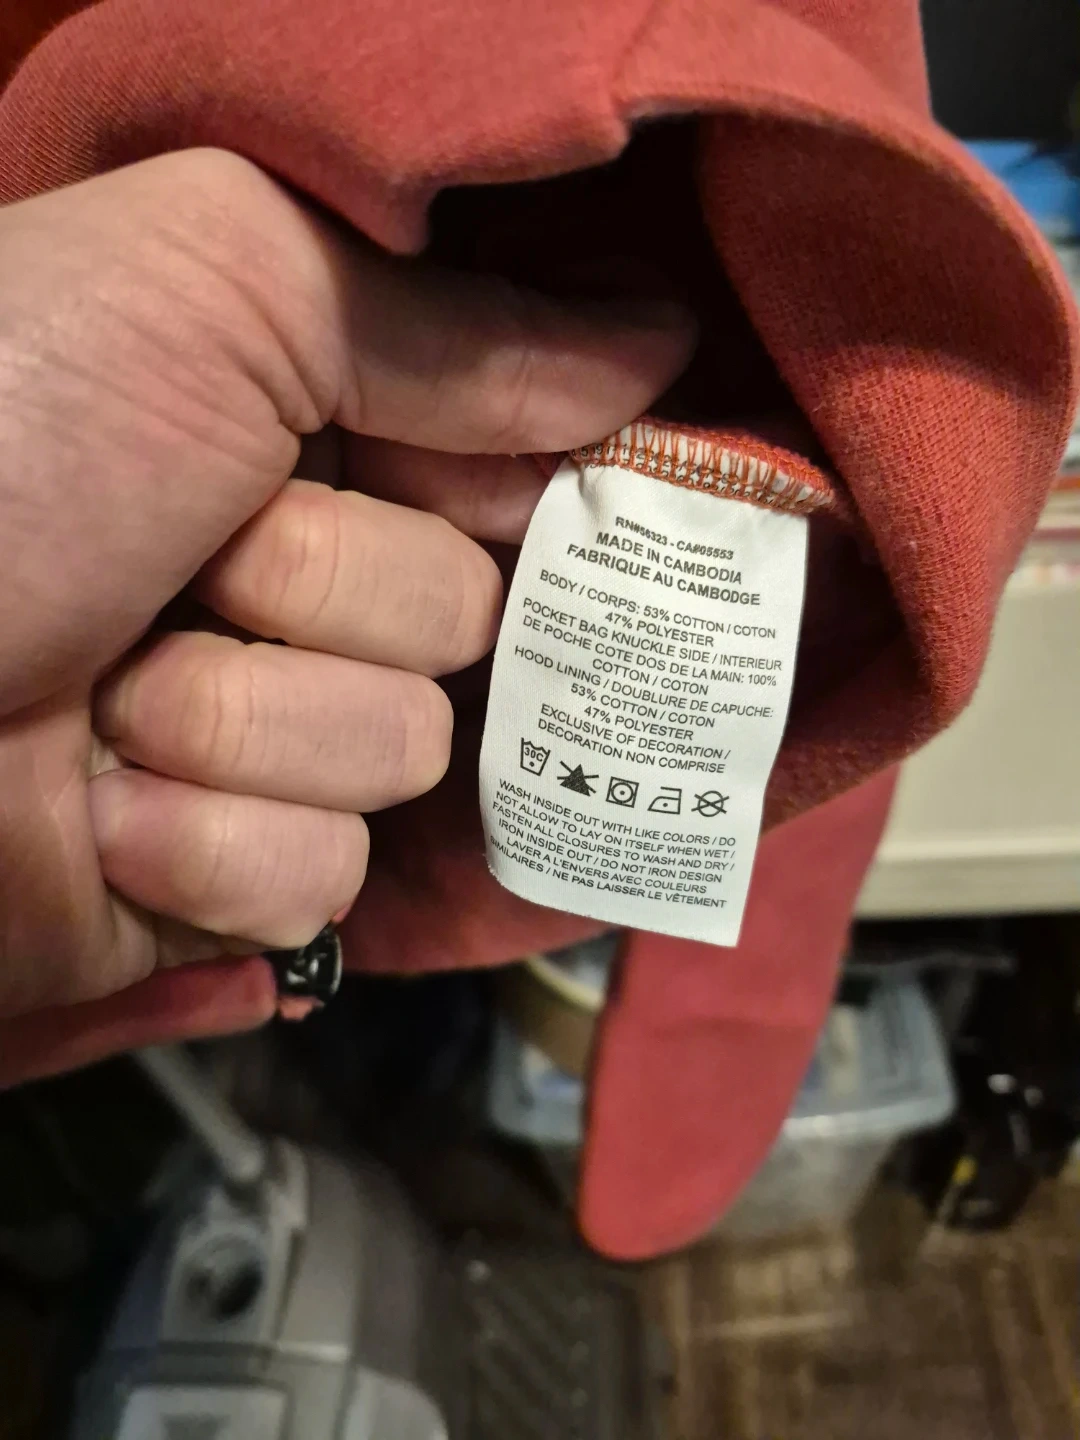 RN#56323 - CA#05553
MADE IN CAMBODIA
FABRIQUE AU CAMBODGE
BODY / CORPS: 53% COTTON / COTON
47% POLYESTER
POCKET BAG KNUCKLE SIDE / INTERIEUR
DE POCHE COTE DOS DE LA MAIN: 100%
COTTON / COTON
HOOD LINING / DOUBLURE DE CAPUCHE:
53% COTTON / COTON
47% POLYESTER
EXCLUSIVE OF DECORATION /
DECORATION NON COMPRISE
30C
WASH INSIDE OUT WITH LIKE COLORS / DO
NOT ALLOW TO LAY ON ITSELF WHEN WET /
FASTEN ALL CLOSURES TO WASH AND DRY /
IRON INSIDE OUT / DO NOT IRON DESIGN
LAVER A L'ENVERS AVEC COULEURS
SIMILAIRES / NE PAS LAISSER LE VÊTEMENT